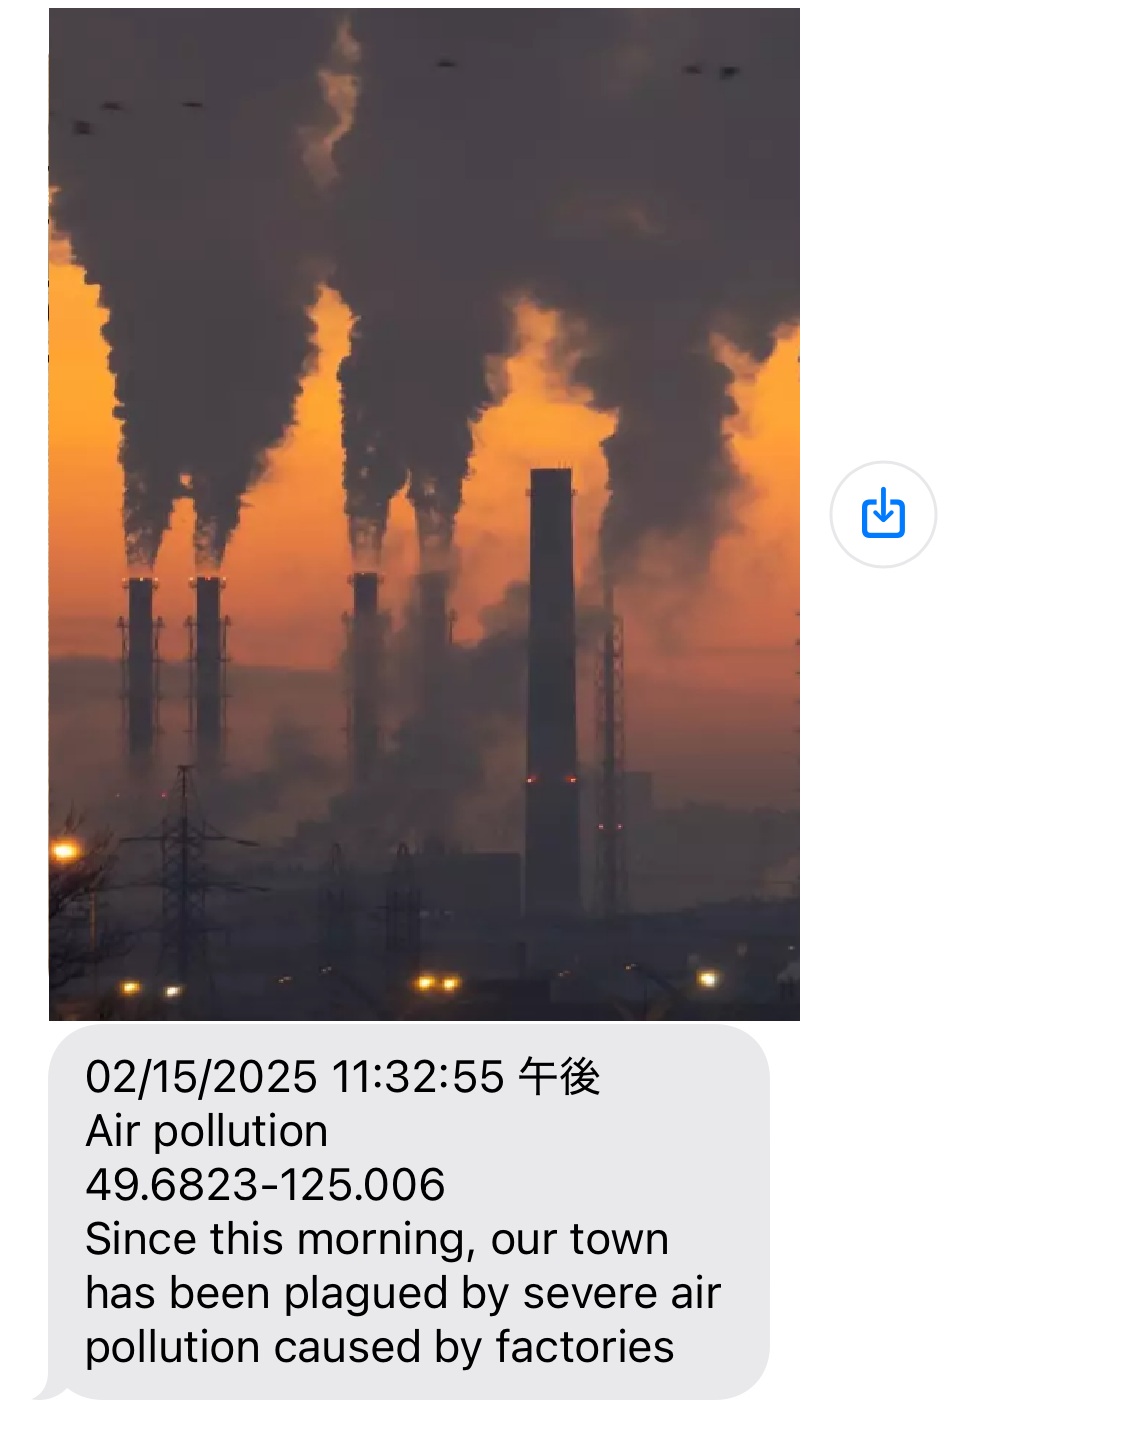 02/15/2025 11:32:55 午後
Air pollution
49.6823-125.006
Since this morning, our town
has been plagued by severe air
pollution caused by factories